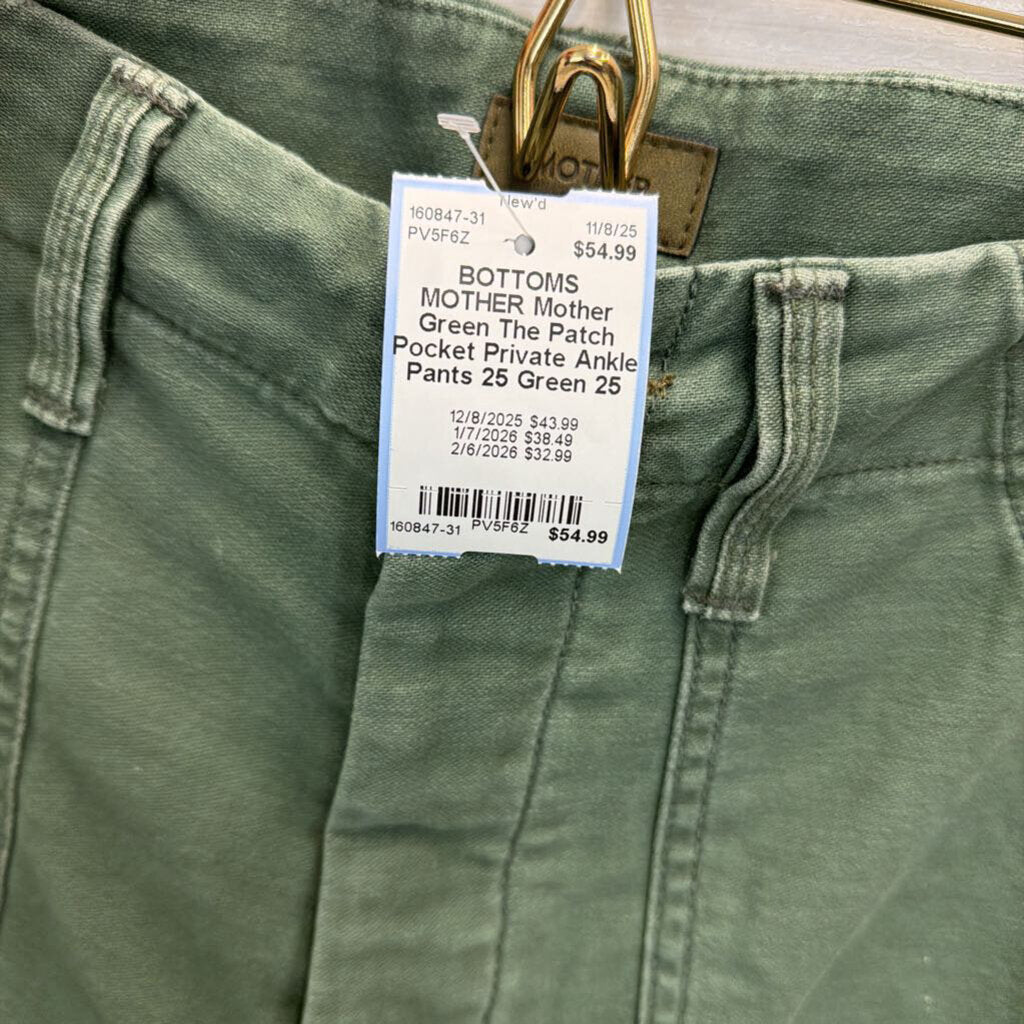 MOTHER
New'd
160847-31 11/8/25
PV5F6Z $54.99
BOTTOMS
MOTHER Mother
Green The Patch
Pocket Private Ankle
Pants 25 Green 25
12/8/2025 $43.99
1/7/2026 $38.49
2/6/2026 $32.99
160847-31 PV5F6Z $54.99